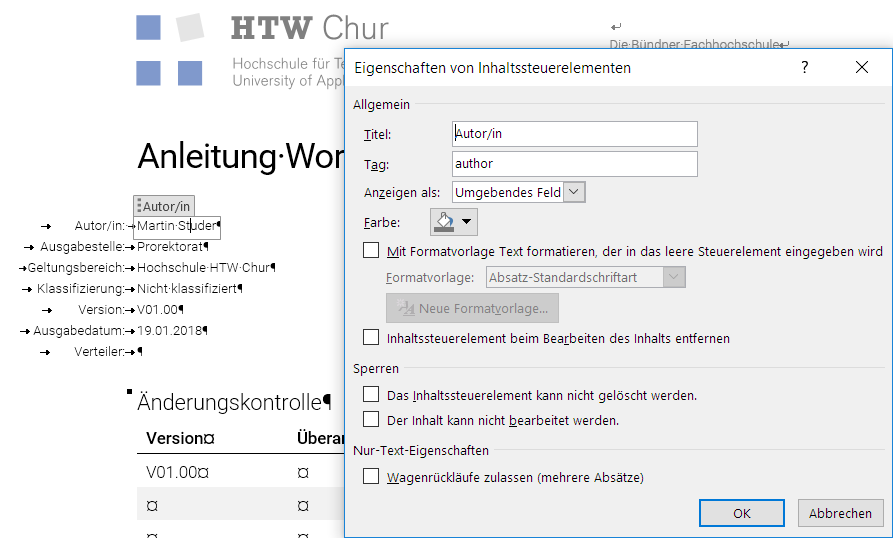 HTW Chur
Hochschule für Te
University of Appl
Die·Bündner·Fachhochschule↵
Anleitung·Wor
Autor/in
Autor/in:→Martin·Studer¶
Ausgabestelle:→Prorektorat¶
Geltungsbereich:→Hochschule·HTW·Chur¶
Klassifizierung:→Nicht·klassifiziert¶
Version:→V01.00¶
Ausgabedatum:→19.01.2018¶
Verteiler:→¶
Änderungskontrolle¶
Version¤ Überar
V01.00¤ ¤
¤ ¤
¤ ¤
Eigenschaften von Inhaltssteuerelementen ?
Allgemein
Titel: Autor/in
Tag: author
Anzeigen als: Umgebendes Feld
Farbe:
Mit Formatvorlage Text formatieren, der in das leere Steuerelement eingegeben wird
Formatvorlage: Absatz-Standardschriftart
Neue Formatvorlage...
Inhaltssteuerelement beim Bearbeiten des Inhalts entfernen
Sperren
Das Inhaltssteuerelement kann nicht gelöscht werden.
Der Inhalt kann nicht bearbeitet werden.
Nur-Text-Eigenschaften
Wagenrückläufe zulassen (mehrere Absätze)
OK Abbrechen